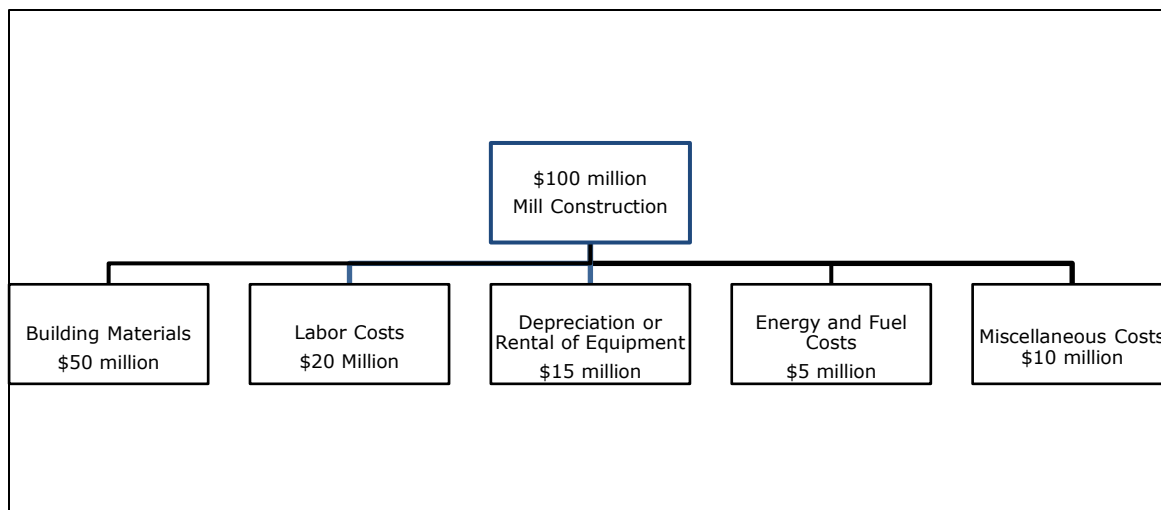 $100 million
Mill Construction
Building Materials
$50 million
Labor Costs
$20 Million
Depreciation or
Rental of Equipment
$15 million
Energy and Fuel
Costs
$5 million
Miscellaneous Costs
$10 million